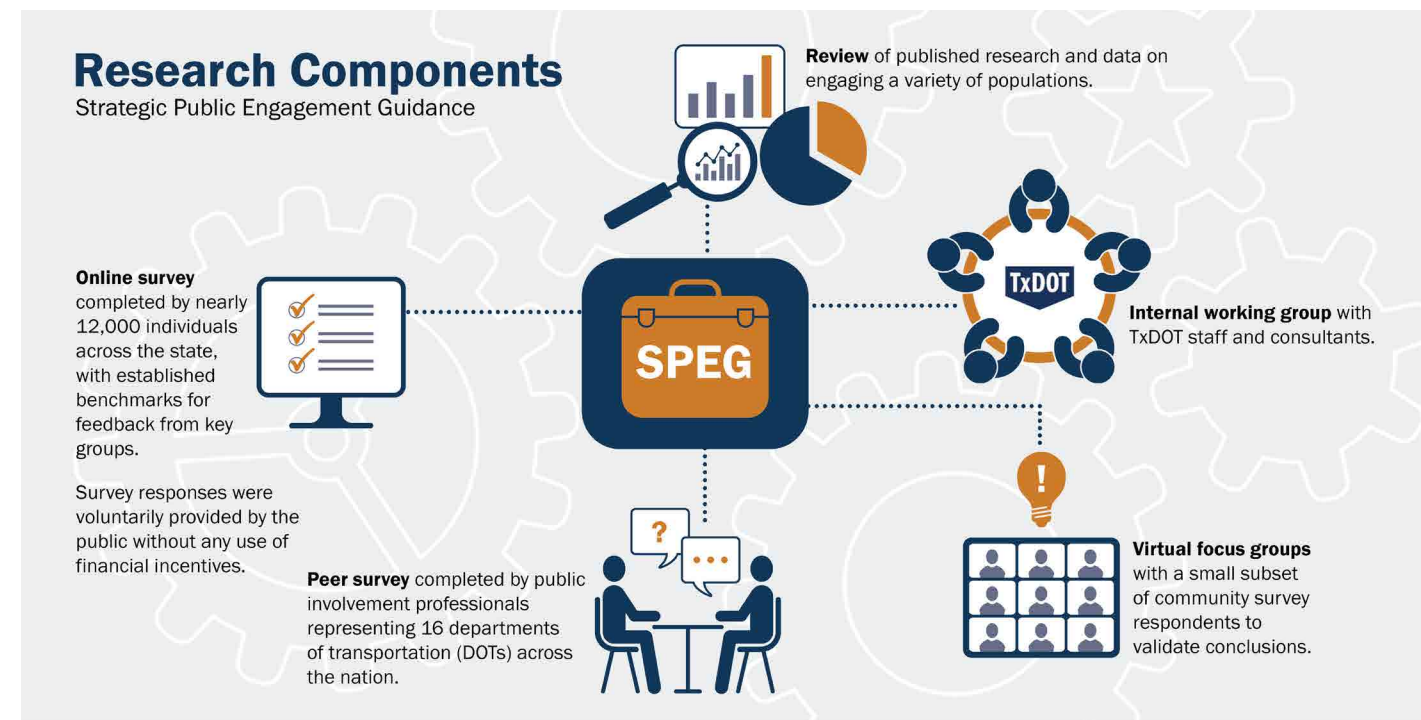 Research Components
Strategic Public Engagement Guidance
Review of published research and data on
engaging a variety of populations.
Online survey
completed by nearly
12,000 individuals
across the state,
with established
benchmarks for
feedback from key
groups.
Survey responses were
voluntarily provided by the
public without any use of
financial incentives.
SPEG
TxDOT
Internal working group with
TxDOT staff and consultants.
!
?
...
Peer survey completed by public
involvement professionals
representing 16 departments
of transportation (DOTs) across
the nation.
Virtual focus groups
with a small subset
of community survey
respondents to
validate conclusions.